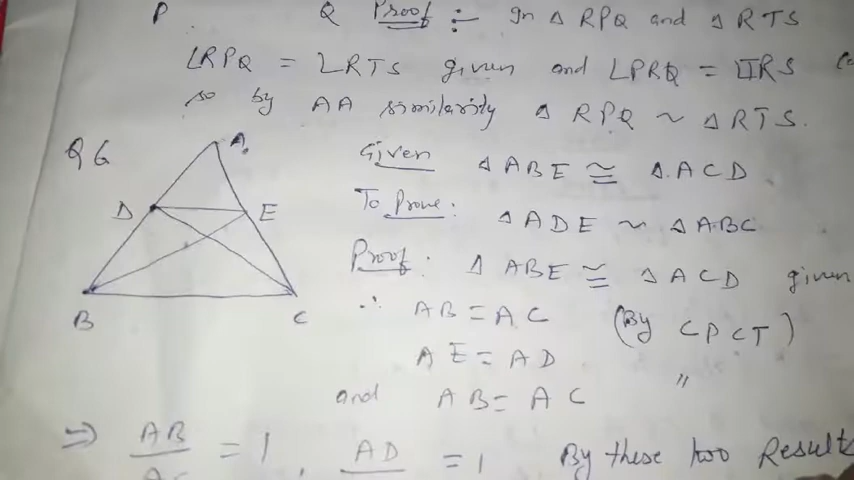 P Q Proof :- In △ RPQ and △ RTS
∠RPQ = ∠RTS given and ∠PRQ = ∠TRS
so by AA similarity △ RPQ ~ △RTS.
Q6
A
D E
B C
Given △ABE ≅ △ACD
To Prove: △ADE ~ △ABC
Proof: △ ABE ≅ △ACD given
∴ AB = AC (By CPCT)
AE = AD "
and AB = AC
⇒ AB/AC = 1, AD = 1 By these two Results